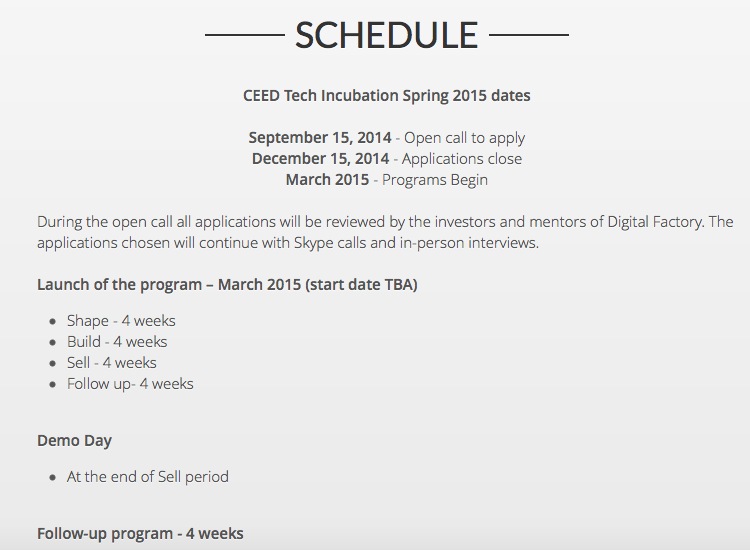 SCHEDULE
CEED Tech Incubation Spring 2015 dates
September 15, 2014 - Open call to apply
December 15, 2014 - Applications close
March 2015 - Programs Begin
During the open call all applications will be reviewed by the investors and mentors of Digital Factory. The
applications chosen will continue with Skype calls and in-person interviews.
Launch of the program – March 2015 (start date TBA)
• Shape - 4 weeks
• Build - 4 weeks
• Sell - 4 weeks
• Follow up- 4 weeks
Demo Day
• At the end of Sell period
Follow-up program - 4 weeks